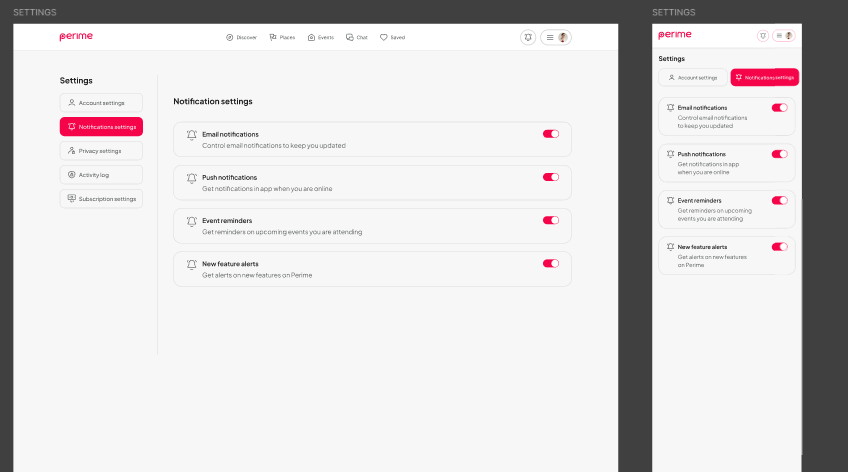 SETTINGS
perime
Discover
Places
Events
Chat
Saved
Settings
Account settings
Notifications settings
Privacy settings
Activity log
Subscription settings
Notification settings
Email notifications
Control email notifications to keep you updated
Push notifications
Get notifications in app when you are online
Event reminders
Get reminders on upcoming events you are attending
New feature alerts
Get alerts on new features on Perime
SETTINGS
perime
Settings
Account settings
Notifications settings
Email notifications
Control email notifications
to keep you updated
Push notifications
Get notifications in app
when you are online
Event reminders
Get reminders on upcoming
events you are attending
New feature alerts
Get alerts on new features
on Perime